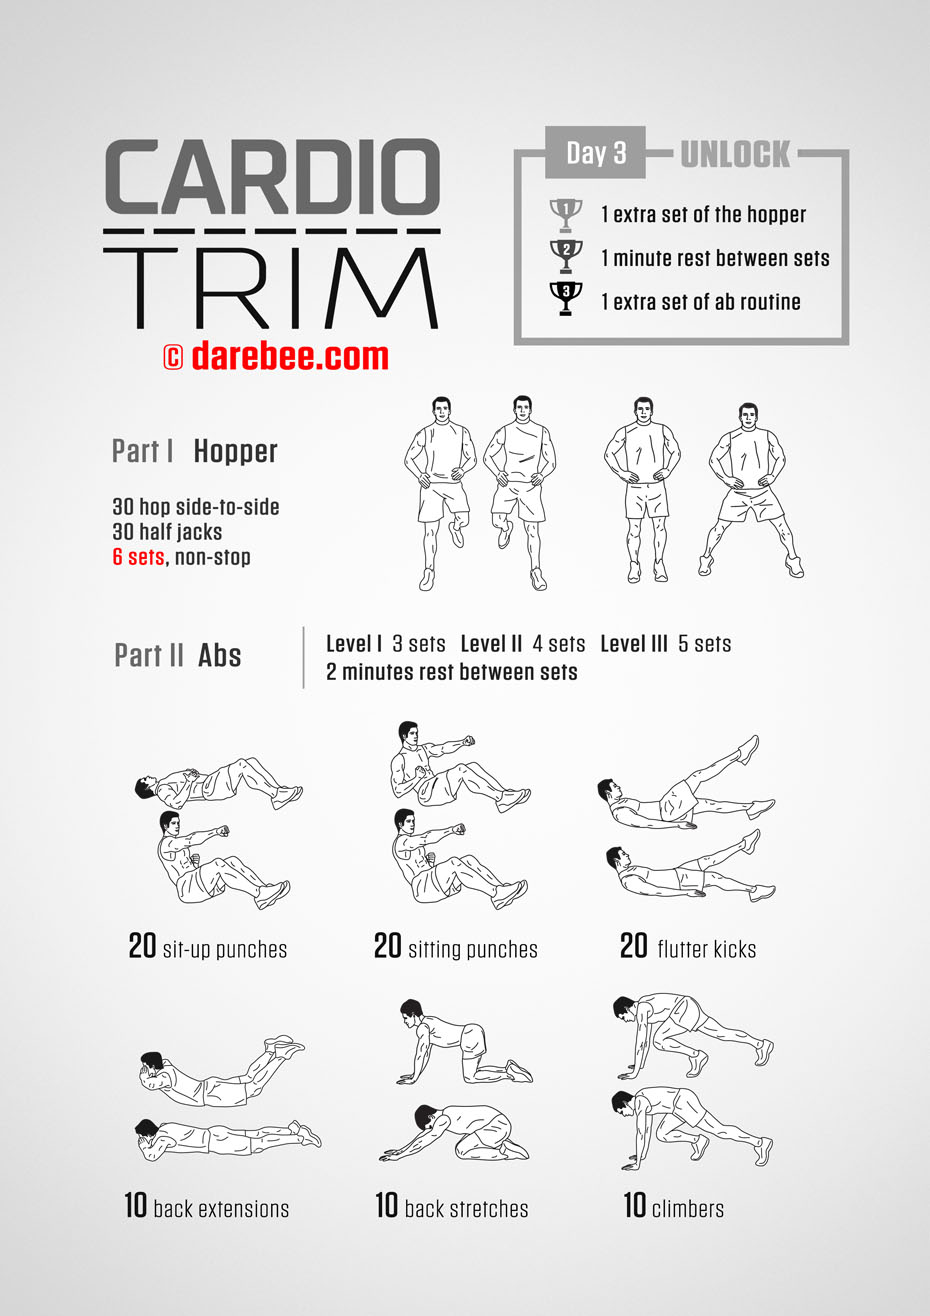 CARDIO
TRIM
© darebee.com
Day 3 UNLOCK
1 1 extra set of the hopper
2 1 minute rest between sets
3 1 extra set of ab routine
Part I Hopper
30 hop side-to-side
30 half jacks
6 sets, non-stop
Part II Abs
Level I 3 sets Level II 4 sets Level III 5 sets
2 minutes rest between sets
20 sit-up punches
20 sitting punches
20 flutter kicks
10 back extensions
10 back stretches
10 climbers